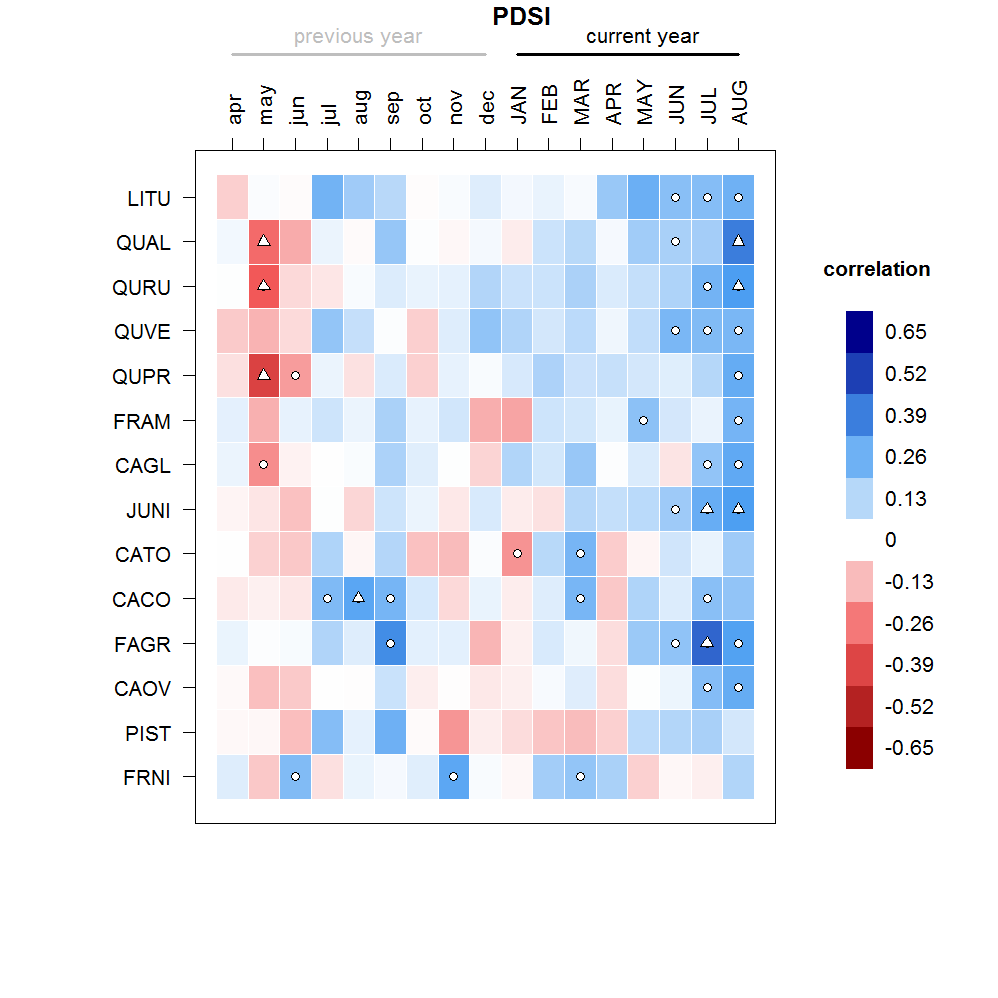 PDSI
previous year
current year
apr may jun jul aug sep oct nov dec JAN FEB MAR APR MAY JUN JUL AUG
LITU
QUAL
QURU
QUVE
QUPR
FRAM
CAGL
JUNI
CATO
CACO
FAGR
CAOV
PIST
FRNI
correlation
0.65
0.52
0.39
0.26
0.13
0
-0.13
-0.26
-0.39
-0.52
-0.65